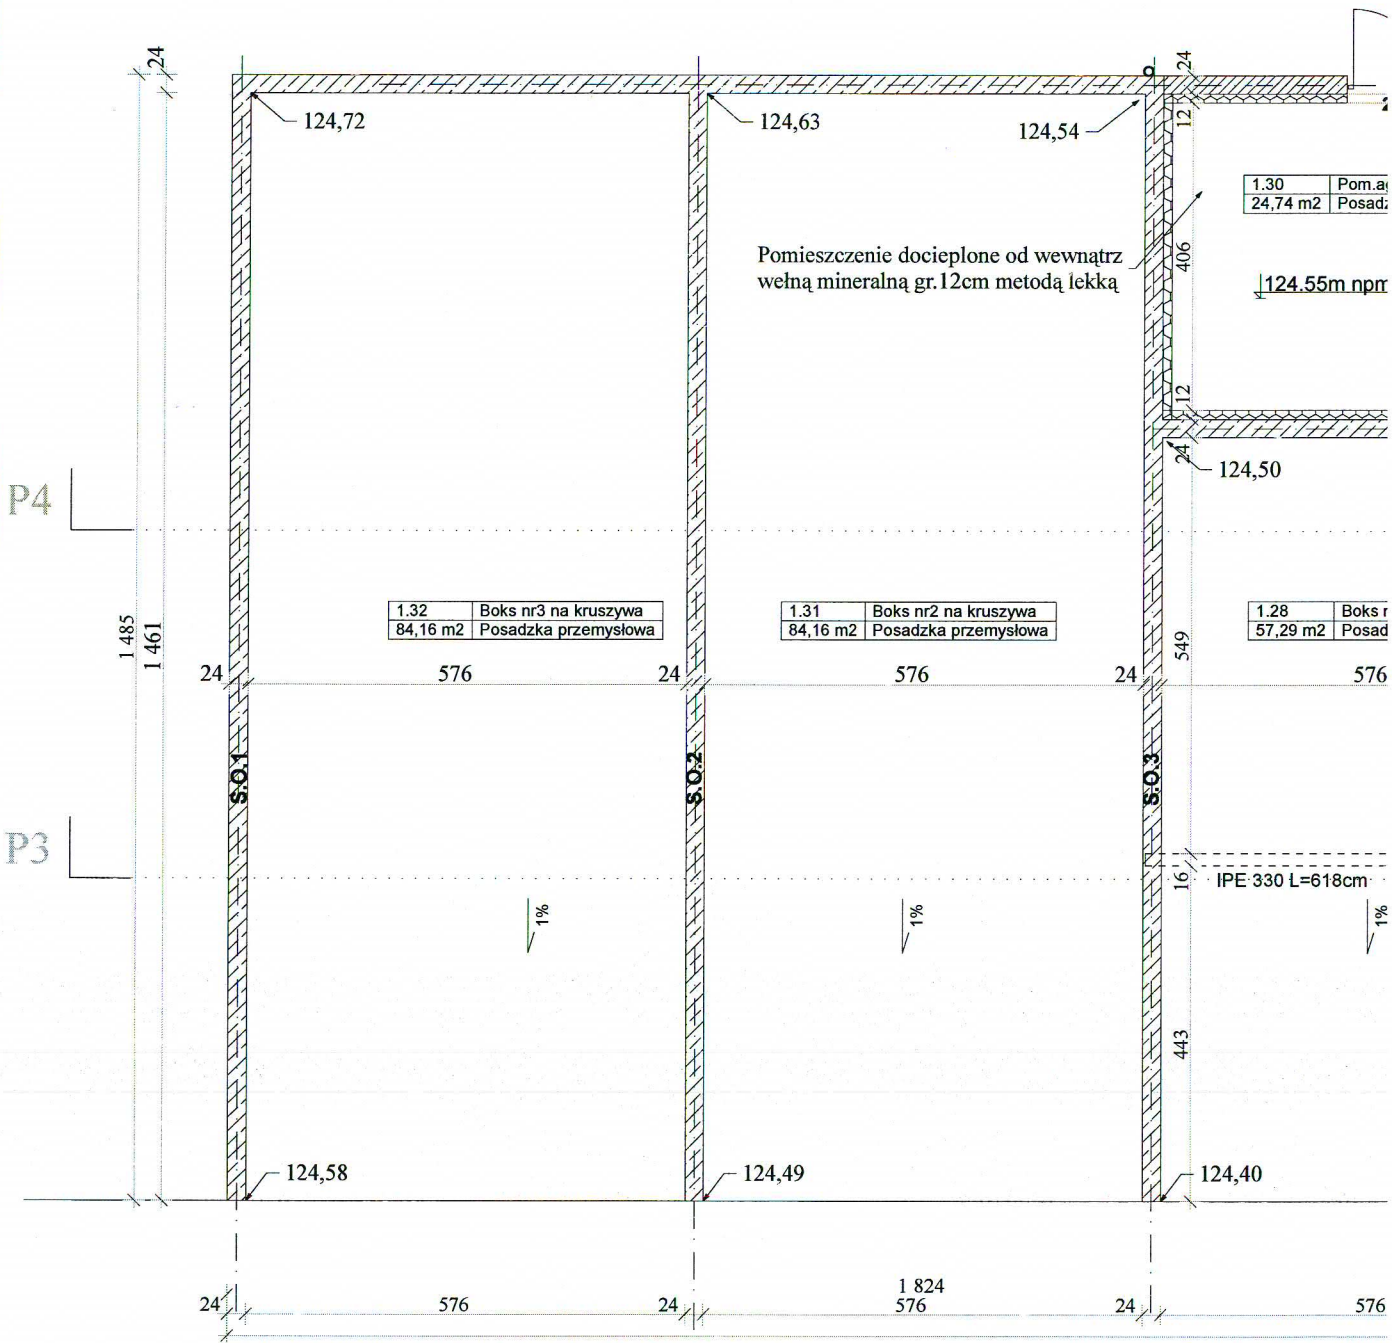 24
24
124,72
124,63
124,54
12
1.30 Pom.
24,74 m2
406
Pomieszczenie docieplone od wewnątrz
wełną mineralną gr.12cm metodą lekką
124.55m npm
12
24
124,50
P4
1.32 Boks nr3 na kruszywa
84,16 m2 Posadzka przemysłowa
1.31 Boks nr2 na kruszywa
84,16 m2 Posadzka przemysłowa
1.28 Boks
57,29 m2
1 485
1 461
549
24 576 24 576 24 576
S.O.1
S.O.2
S.O.3
P3
16
IPE 330 L=618cm
1%
1%
1%
443
124,58
124,49
124,40
1 824
24 576 24 576 24 576